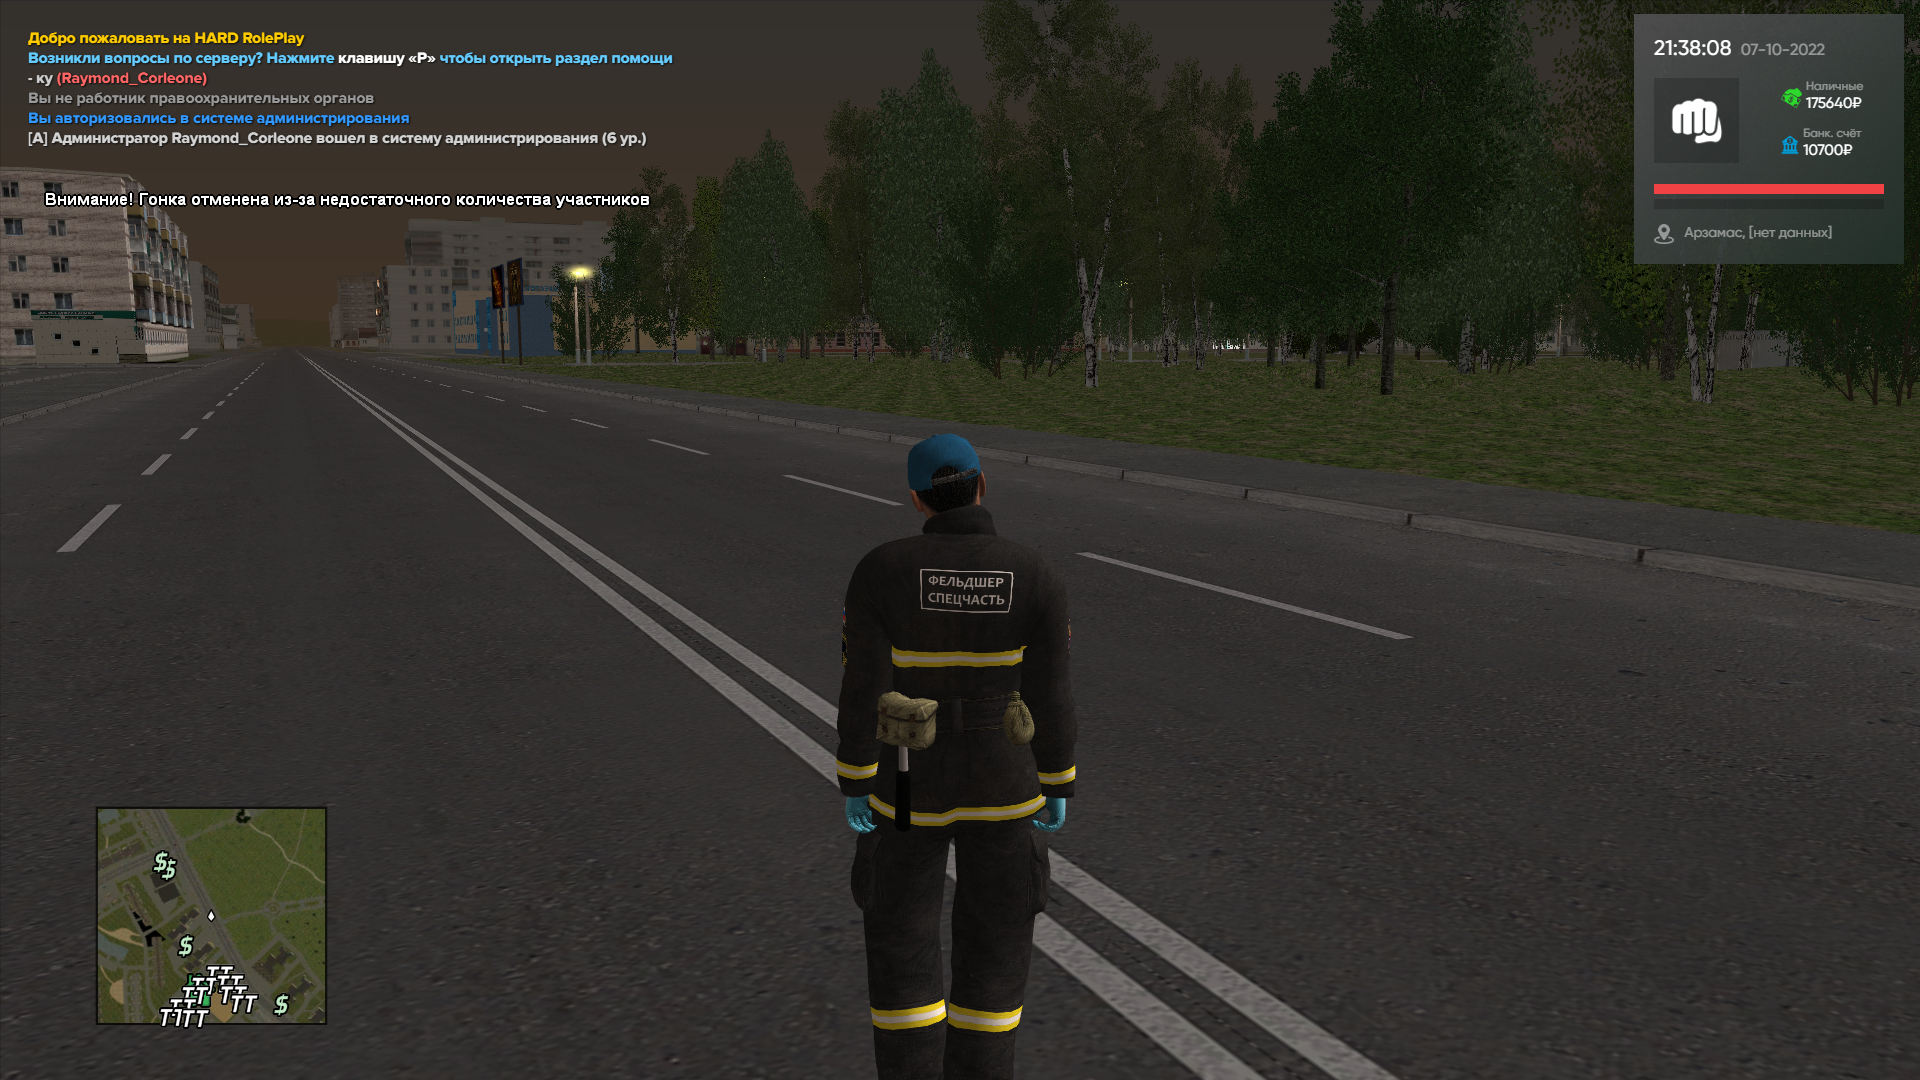 Добро пожаловать на HARD RolePlay
Возникли вопросы по серверу? Нажмите клавишу «P» чтобы открыть раздел помощи
- ку (Raymond_Corleone)
Вы не работник правоохранительных органов
Вы авторизовались в системе администрирования
[A] Администратор Raymond_Corleone вошел в систему администрирования (6 ур.)
Внимание! Гонка отменена из-за недостаточного количества участников
21:38:08 07-10-2022
Наличные
175640₽
Банк. счёт
10700₽
Арзамас, [нет данных]
ФЕЛЬДШЕР
СПЕЦЧАСТЬ